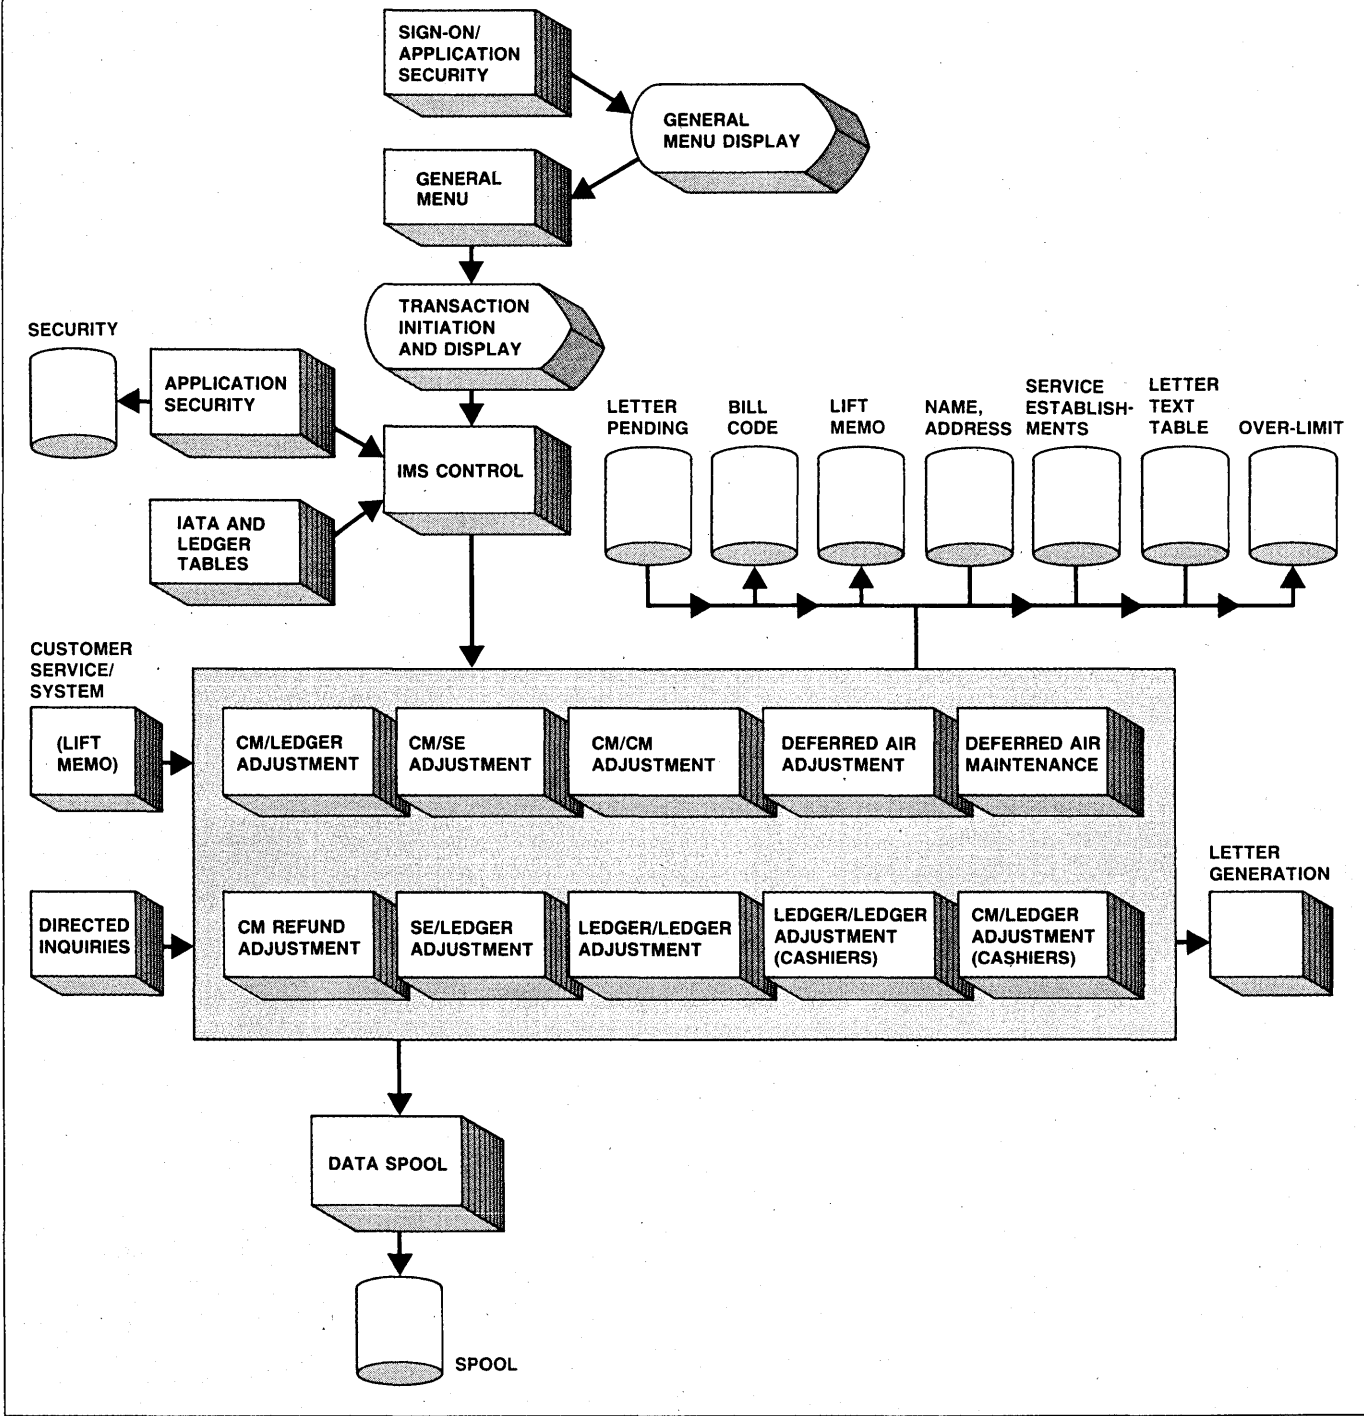 SIGN-ON/
APPLICATION
SECURITY
GENERAL
MENU DISPLAY
GENERAL
MENU
TRANSACTION
INITIATION
AND DISPLAY
SECURITY
APPLICATION
SECURITY
IMS CONTROL
IATA AND
LEDGER
TABLES
LETTER
PENDING
BILL
CODE
LIFT
MEMO
NAME,
ADDRESS
SERVICE
ESTABLISH-
MENTS
LETTER
TEXT
TABLE
OVER-LIMIT
CUSTOMER
SERVICE/
SYSTEM
(LIFT
MEMO)
CM/LEDGER
ADJUSTMENT
CM/SE
ADJUSTMENT
CM/CM
ADJUSTMENT
DEFERRED AIR
ADJUSTMENT
DEFERRED AIR
MAINTENANCE
DIRECTED
INQUIRIES
CM REFUND
ADJUSTMENT
SE/LEDGER
ADJUSTMENT
LEDGER/LEDGER
ADJUSTMENT
LEDGER/LEDGER
ADJUSTMENT
(CASHIERS)
CM/LEDGER
ADJUSTMENT
(CASHIERS)
LETTER
GENERATION
DATA SPOOL
SPOOL